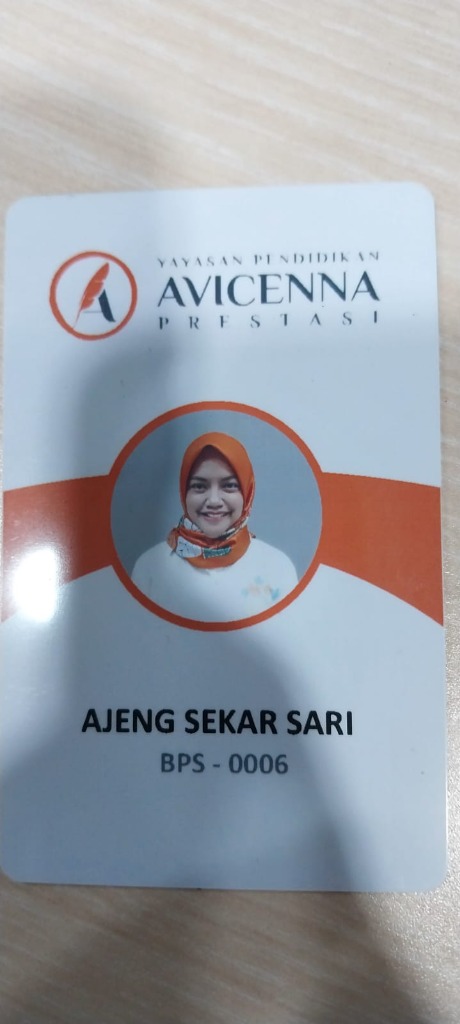 YAYASAN PENDIDIKAN
AVICENNA
PRESTASI
AJENG SEKAR SARI
BPS - 0006